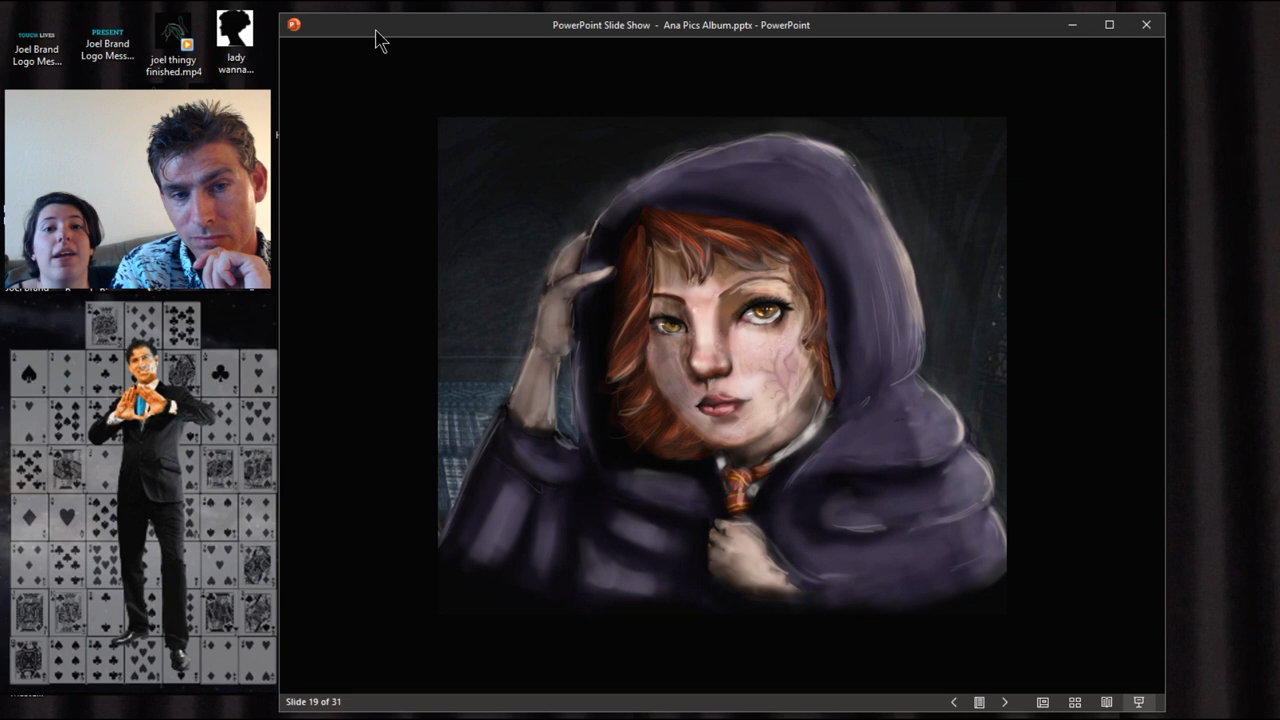 TOUCH LIVES
Joel Brand
Logo Mes...
PRESENT
Joel Brand
Logo Mess...
joel thingy
finished.mp4
lady
wanna...
PowerPoint Slide Show - Ana Pics Album.pptx - PowerPoint
Slide 19 of 31